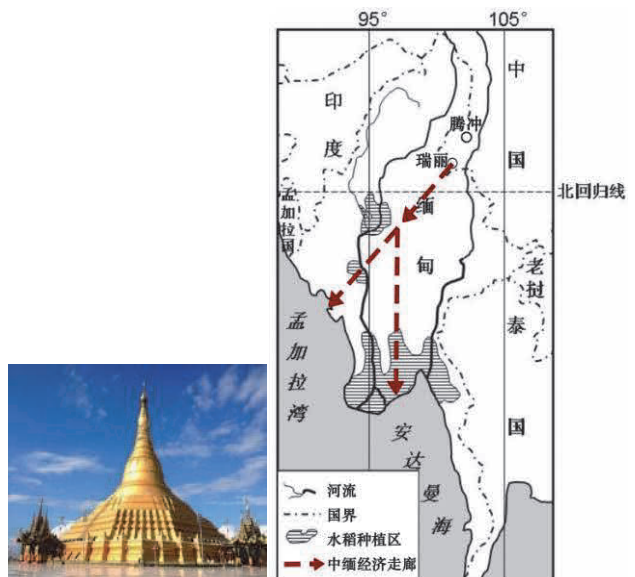 95°
105°
中国
印度
腾冲
瑞丽
北回归线
孟加拉国
缅甸
老挝
泰国
孟加拉湾
安达曼海
河流
国界
水稻种植区
中缅经济走廊